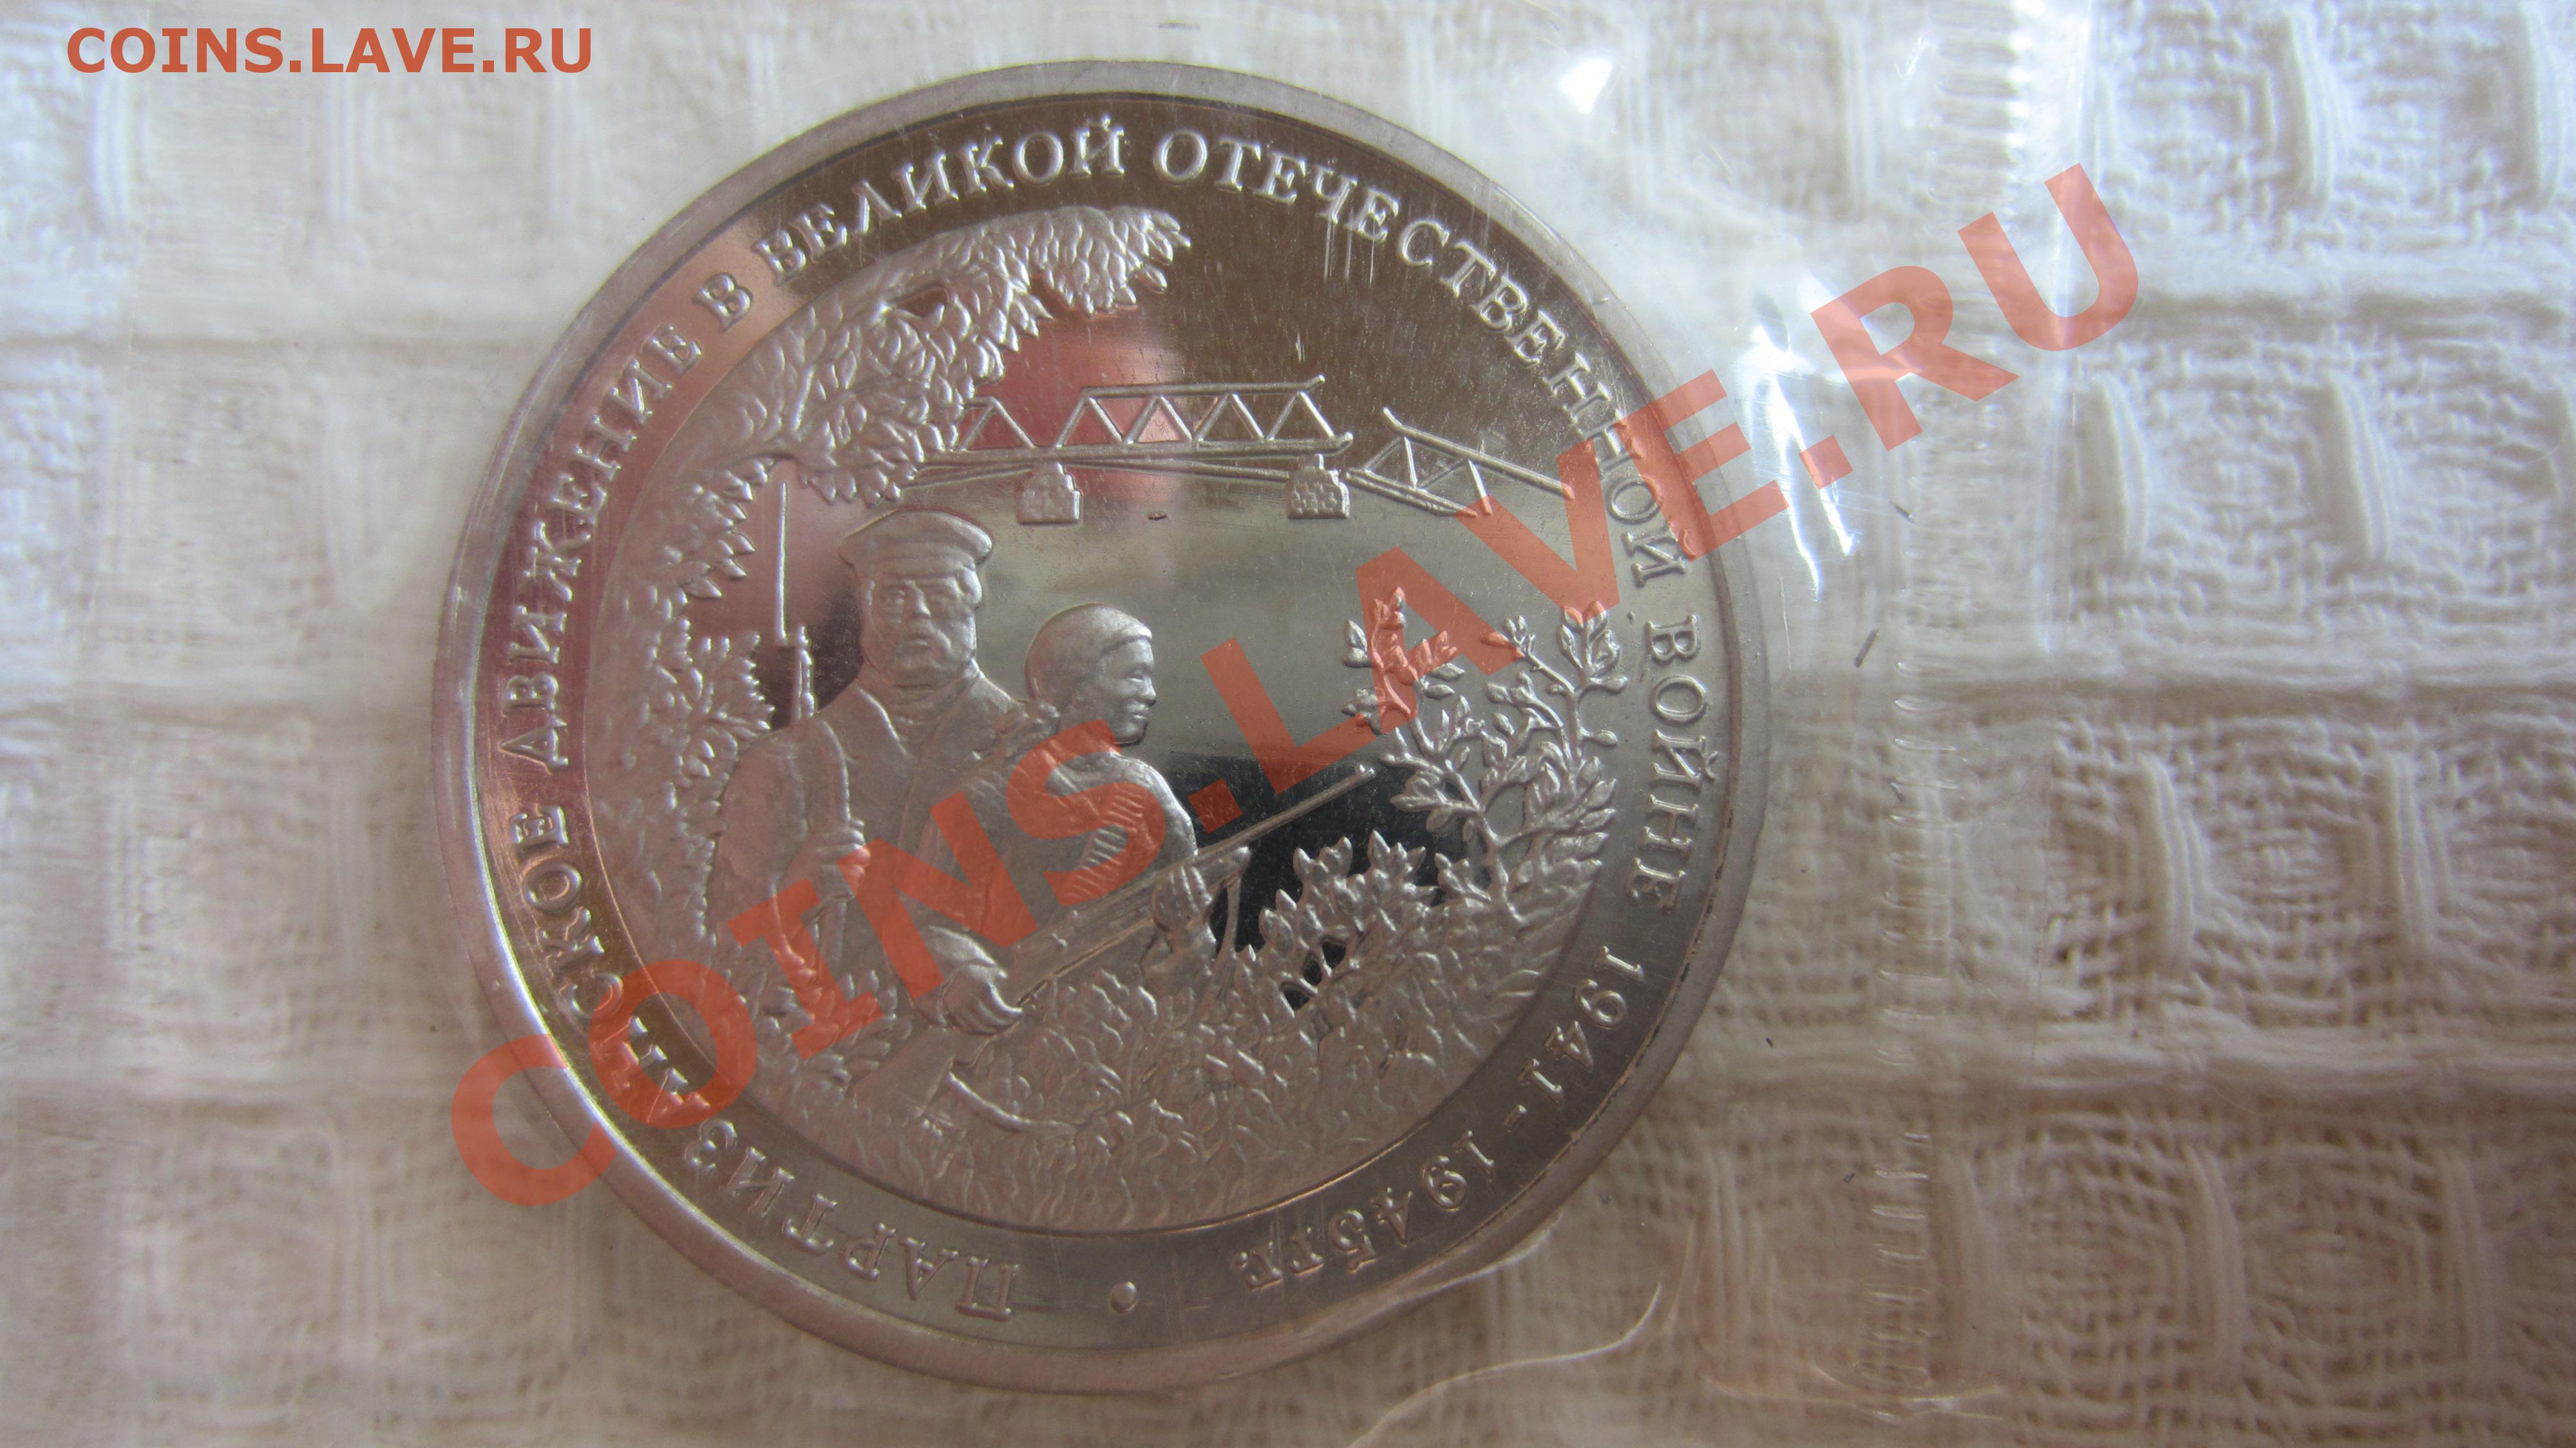 COINS.LAVE.RU
• ПАРТИЗАНСКОЕ ДВИЖЕНИЕ В ВЕЛИКОЙ ОТЕЧЕСТВЕННОЙ ВОЙНЕ 1941-1945ГГ.
COINS.LAVE.RU